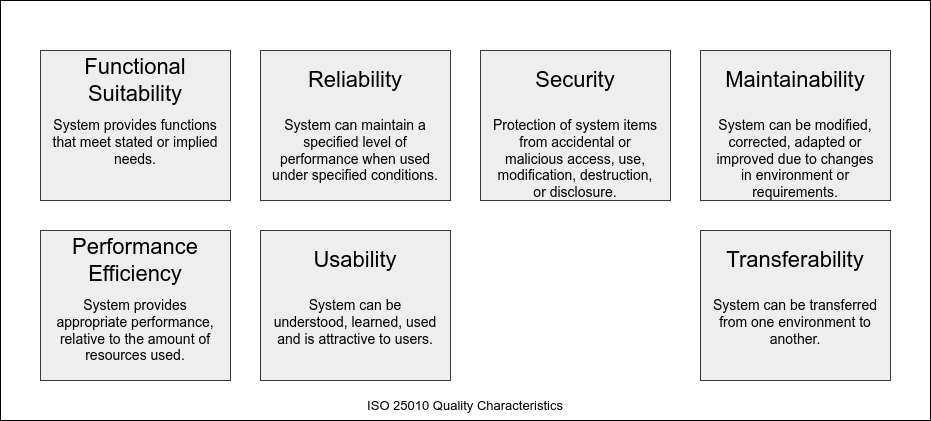 Functional
Suitability
System provides functions
that meet stated or implied
needs.
Reliability
System can maintain a
specified level of
performance when used
under specified conditions.
Security
Protection of system items
from accidental or
malicious access, use,
modification, destruction,
or disclosure.
Maintainability
System can be modified,
corrected, adapted or
improved due to changes
in environment or
requirements.
Performance
Efficiency
System provides
appropriate performance,
relative to the amount of
resources used.
Usability
System can be
understood, learned, used
and is attractive to users.
Transferability
System can be transferred
from one environment to
another.
ISO 25010 Quality Characteristics